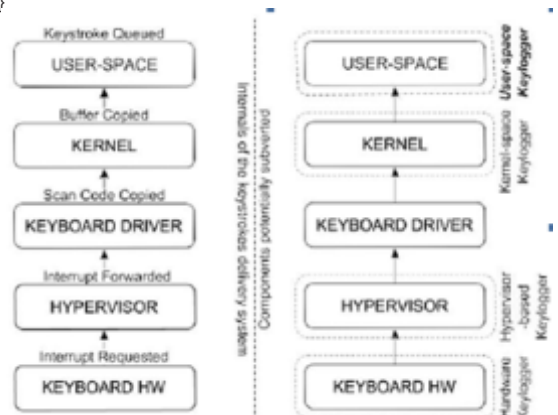 }
Keystroke Queued
USER-SPACE
Buffer Copied
KERNEL
Scan Code Copied
KEYBOARD DRIVER
Interrupt Forwarded
HYPERVISOR
Interrupt Requested
KEYBOARD HW
Internals of the keystrokes delivery system
Components potentially subverted
USER-SPACE
User-space
Keylogger
KERNEL
Kernel-space
Keylogger
KEYBOARD DRIVER
HYPERVISOR
Hypervisor
-based
Keylogger
KEYBOARD HW
Hardware
Keylogger